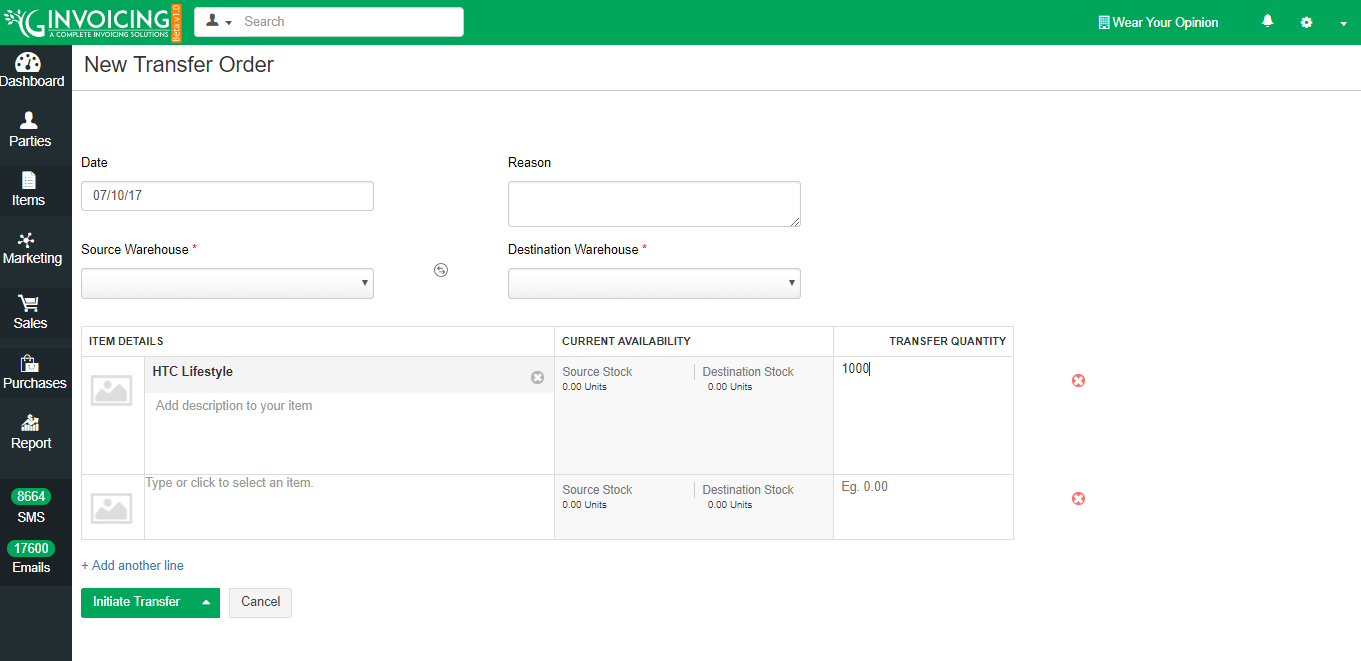 GINVOICING
A COMPLETE INVOICING SOLUTIONS
Beta v1.0
Search
Wear Your Opinion
Dashboard
Parties
Items
Marketing
Sales
Purchases
Report
8664
SMS
17600
Emails
New Transfer Order
Date
Reason
07/10/17
Source Warehouse *
Destination Warehouse *
ITEM DETAILS
CURRENT AVAILABILITY
TRANSFER QUANTITY
HTC Lifestyle
Add description to your item
Source Stock
0.00 Units
Destination Stock
0.00 Units
1000
Type or click to select an item.
Source Stock
0.00 Units
Destination Stock
0.00 Units
Eg. 0.00
+ Add another line
Initiate Transfer
Cancel